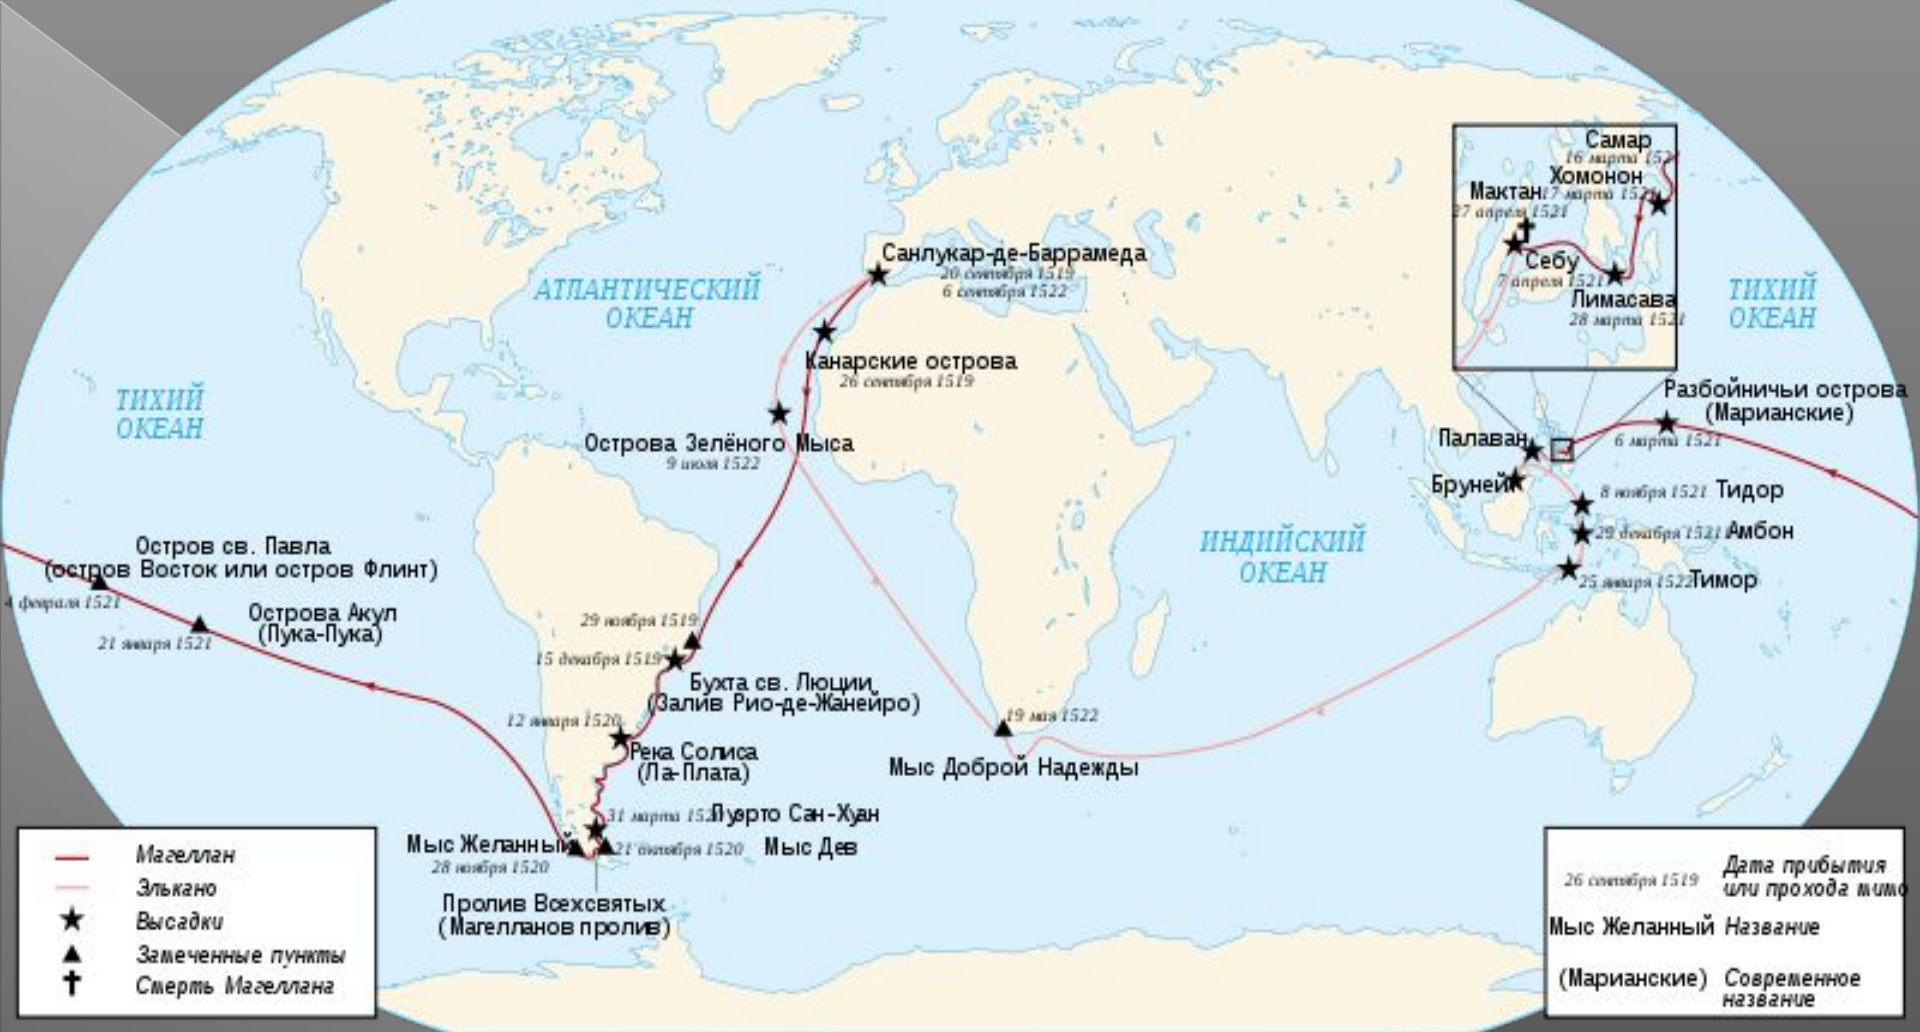 Самар
16 марта 1521
Хомонон
17 марта 1521
Мактан
27 апреля 1521
Себу
7 апреля 1521
Лимасава
28 марта 1521
Санлукар-де-Баррамеда
20 сентября 1519
6 сентября 1522
АТЛАНТИЧЕСКИЙ
ОКЕАН
ТИХИЙ
ОКЕАН
Канарские острова
26 сентября 1519
Разбойничьи острова
(Марианские)
6 марта 1521
ТИХИЙ
ОКЕАН
Острова Зелёного Мыса
9 июля 1522
Палаван
Бруней
8 ноября 1521 Тидор
29 декабря 1521 Амбон
25 января 1522 Тимор
ИНДИЙСКИЙ
ОКЕАН
Остров св. Павла
(остров Восток или остров Флинт)
4 февраля 1521
Острова Акул
(Пука-Пука)
21 января 1521
29 ноября 1519
15 декабря 1519
Бухта св. Люции
(Залив Рио-де-Жанейро)
12 января 1520
Река Солиса
(Ла-Плата)
19 мая 1522
Мыс Доброй Надежды
31 марта 1520 Пуэрто Сан-Хуан
Мыс Желанный
28 ноября 1520
21 октября 1520 Мыс Дев
Пролив Всехсвятых
(Магелланов пролив)
Магеллан
Элькано
Высадки
Замеченные пункты
Смерть Магеллана
26 сентября 1519 Дата прибытия
или прохода мимо
Мыс Желанный Название
(Марианские) Современное
название